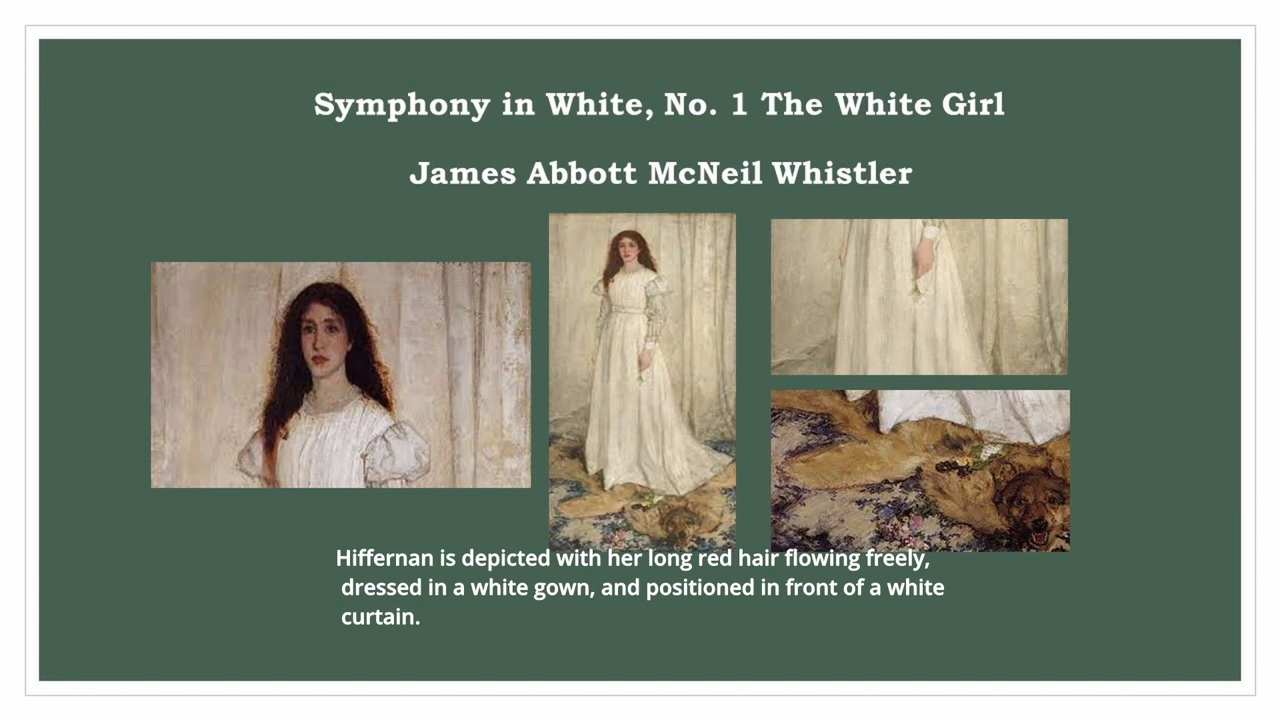 Symphony in White, No. 1 The White Girl
James Abbott McNeil Whistler
Hiffernan is depicted with her long red hair flowing freely,
dressed in a white gown, and positioned in front of a white
curtain.